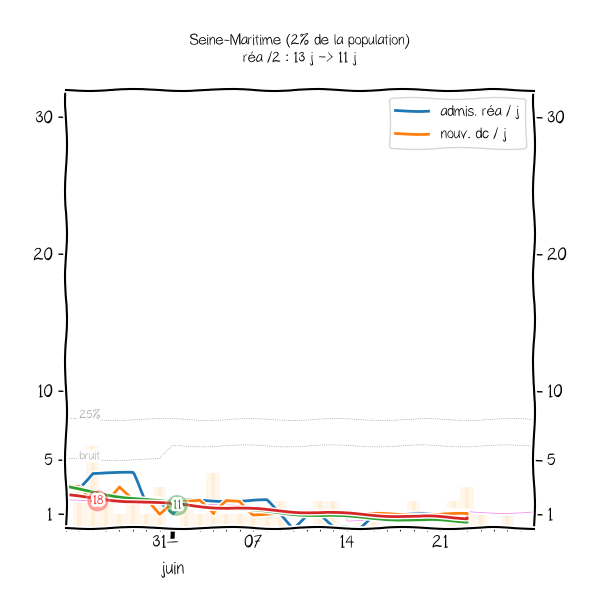 Seine-Maritime (2% de la population)
réa /2 : 13 j -> 11 j
admis. réa / j
nouv. dc / j
30 30
20 20
10 10
25%
5 bruit 5
18 11
1 1
31 07 14 21
juin